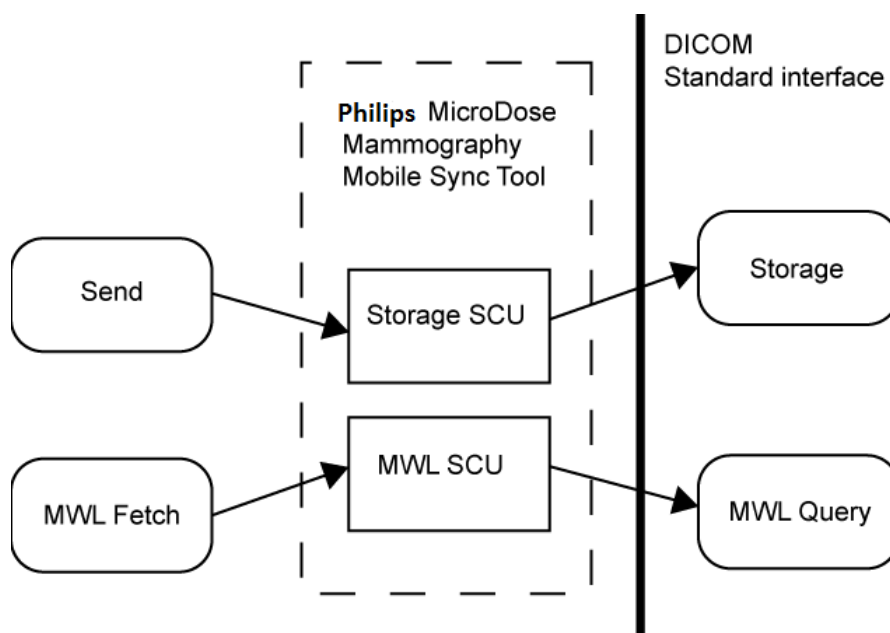 DICOM
Standard interface
Philips MicroDose
Mammography
Mobile Sync Tool
Send
Storage SCU
Storage
MWL Fetch
MWL SCU
MWL Query